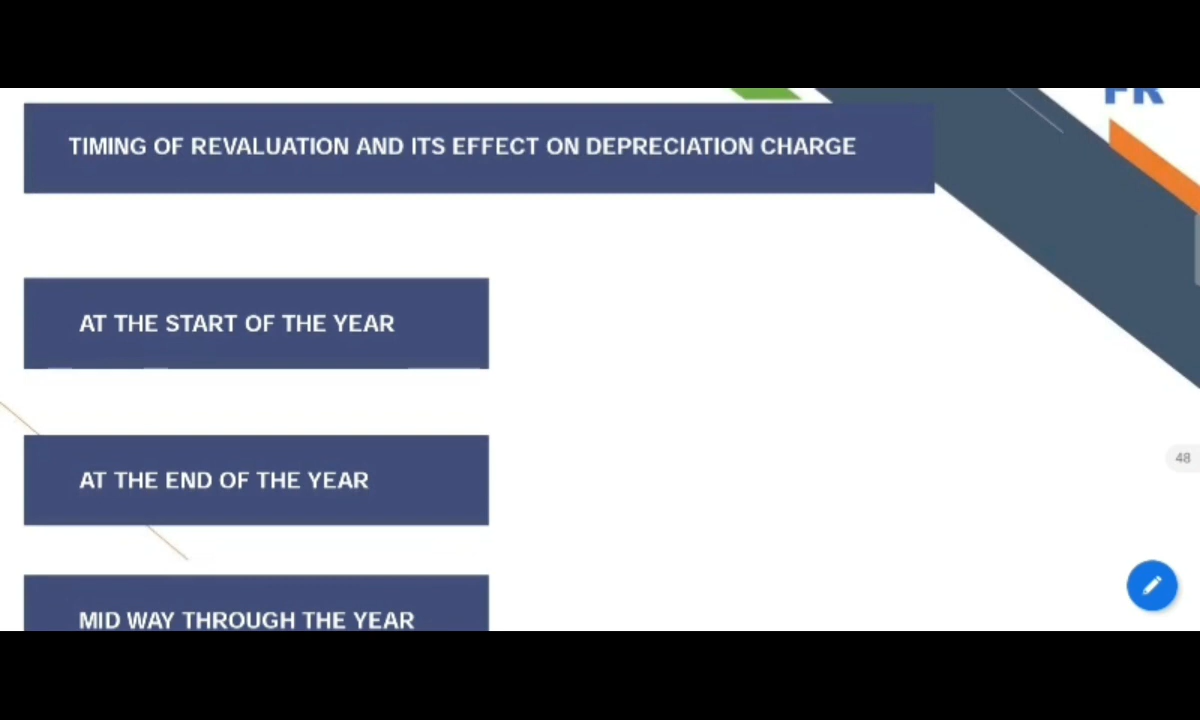 FR
TIMING OF REVALUATION AND ITS EFFECT ON DEPRECIATION CHARGE
AT THE START OF THE YEAR
AT THE END OF THE YEAR
48
MID WAY THROUGH THE YEAR